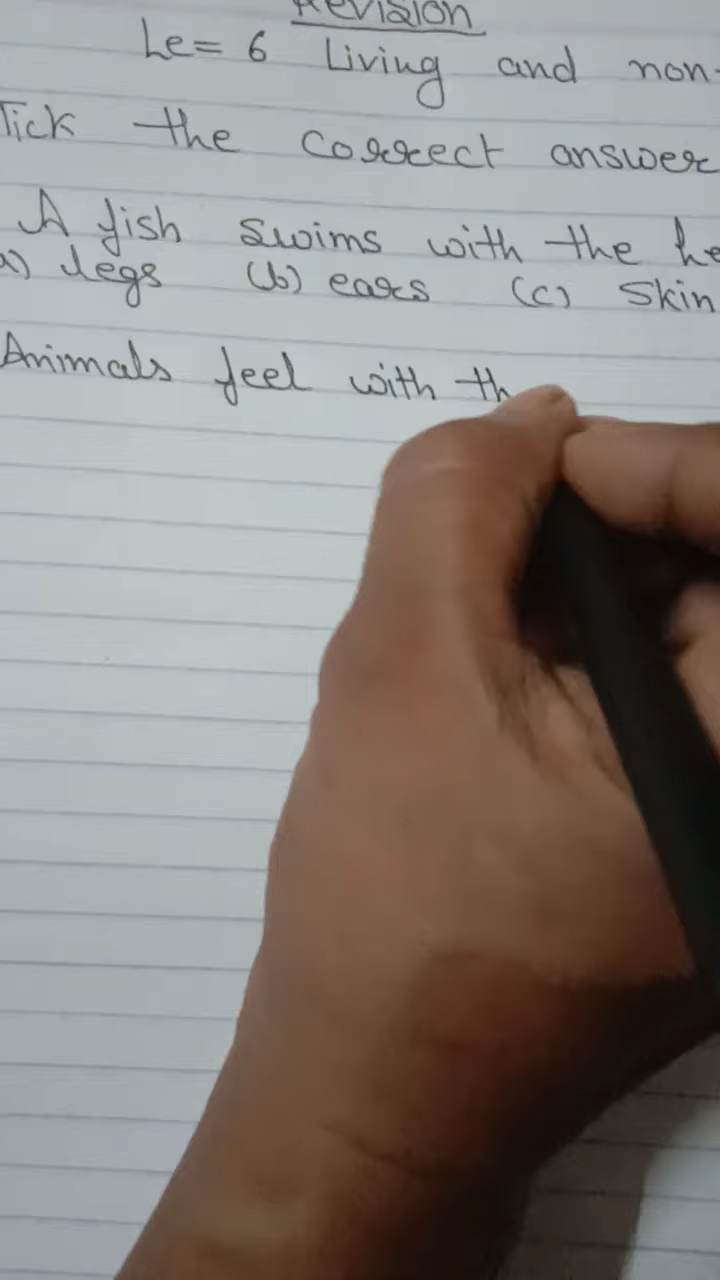 Revision
Le= 6 Living and non-
Tick the correct answer
A fish swims with the he
a) legs (b) ears (c) Skin
Animals feel with th